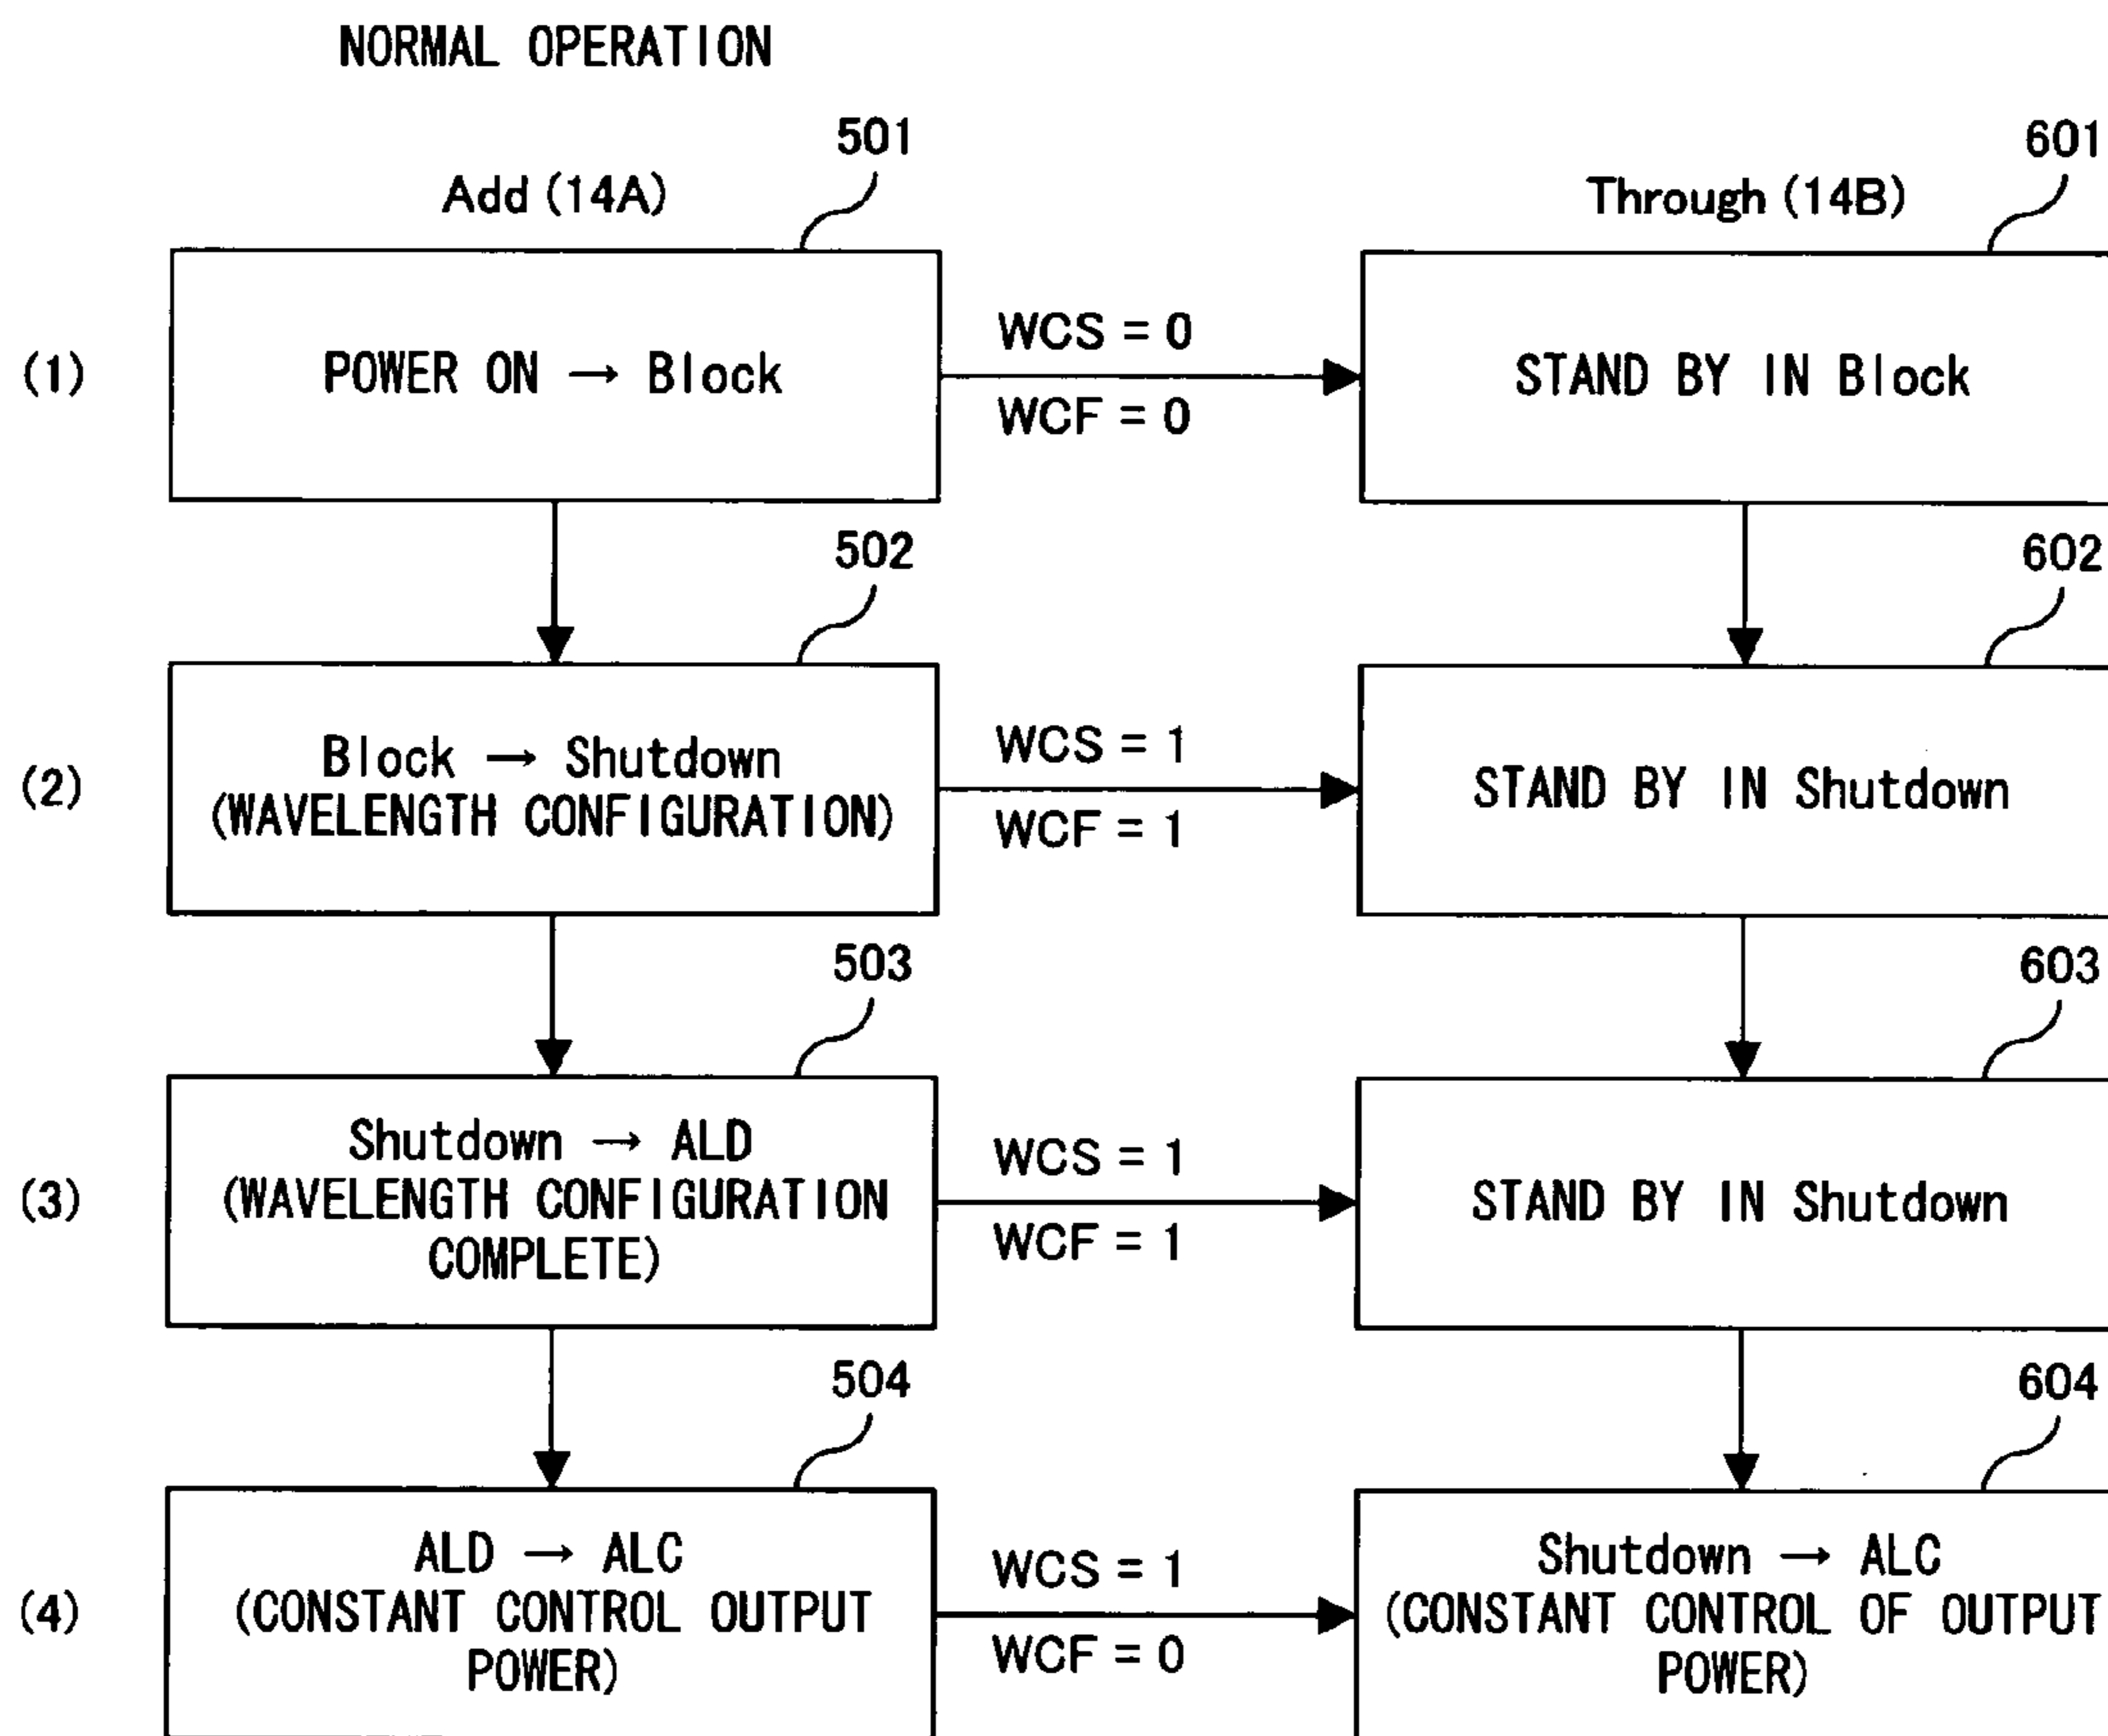 NORMAL OPERATION
501
601
Add (14A)
Through (14B)
(1)
POWER ON → Block
WCS = 0
WCF = 0
STAND BY IN Block
502
602
(2)
Block → Shutdown
(WAVELENGTH CONFIGURATION)
WCS = 1
WCF = 1
STAND BY IN Shutdown
503
603
(3)
Shutdown → ALD
(WAVELENGTH CONFIGURATION
COMPLETE)
WCS = 1
WCF = 1
STAND BY IN Shutdown
504
604
(4)
ALD → ALC
(CONSTANT CONTROL OUTPUT
POWER)
WCS = 1
WCF = 0
Shutdown → ALC
(CONSTANT CONTROL OF OUTPUT
POWER)